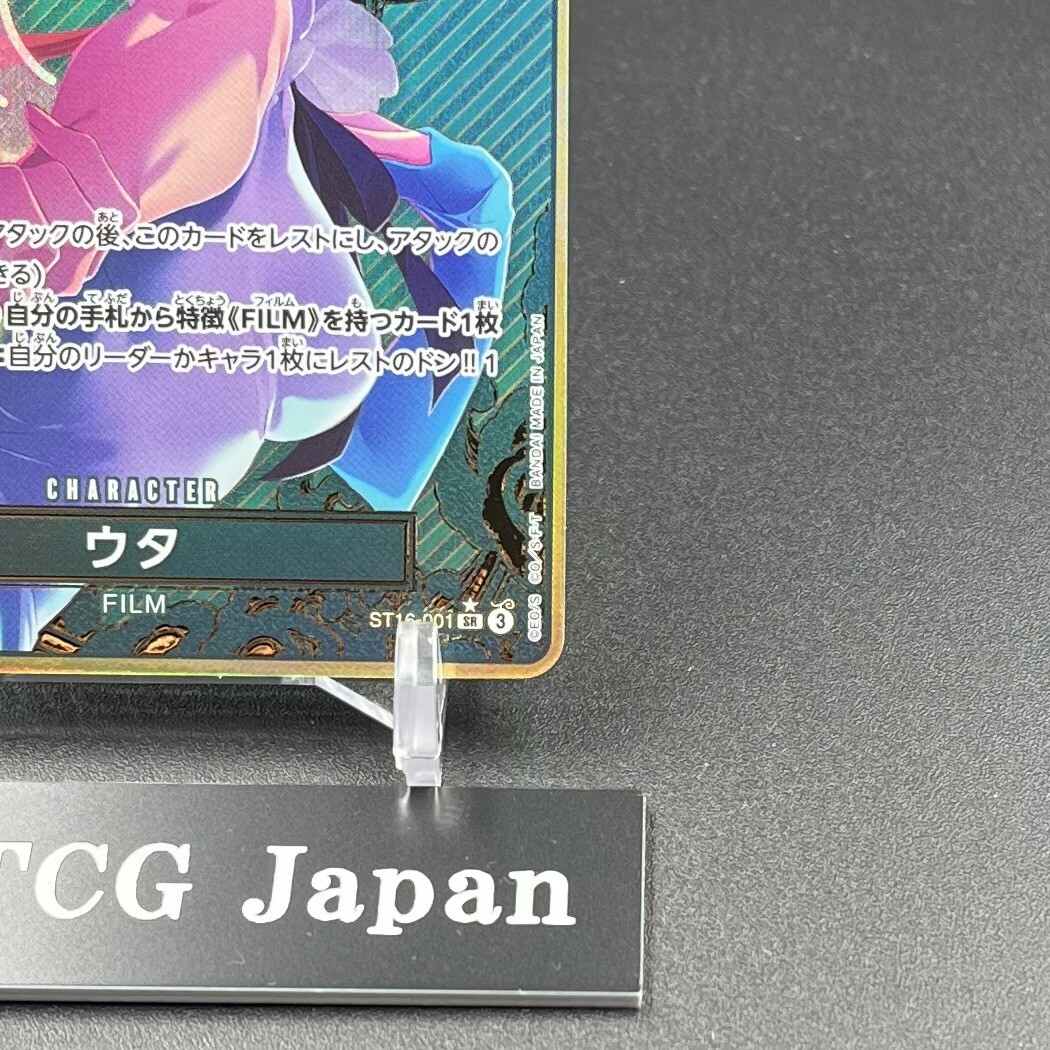 アタックの後、このカードをレストにし、アタックの
きる)
自分の手札から特徴《FILM》を持つカード1枚
:自分のリーダーかキャラ1枚にレストのドン!!1
CHARACTER
ウタ
FILM
ST16-001 SR 3
©EO/S ©O/S·F·T BANDAI MADE IN JAPAN
TCG Japan